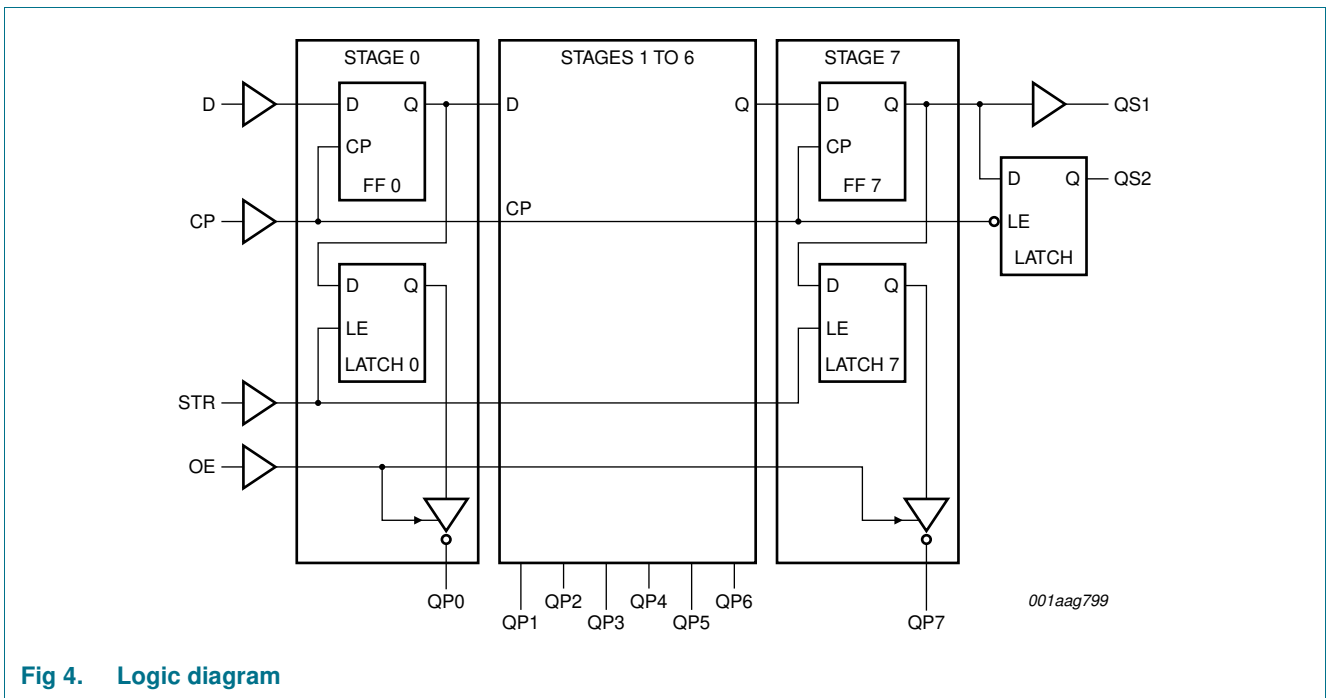 STAGE 0
STAGES 1 TO 6
STAGE 7
D
D Q
D Q
D Q
QS1
CP
CP
FF 0
FF 7
D Q
QS2
CP
CP
LE
LATCH
D Q
D Q
LE
LE
LATCH 0
LATCH 7
STR
OE
QP0
QP1
QP2
QP3
QP4
QP5
QP6
QP7
001aag799
Fig 4. Logic diagram